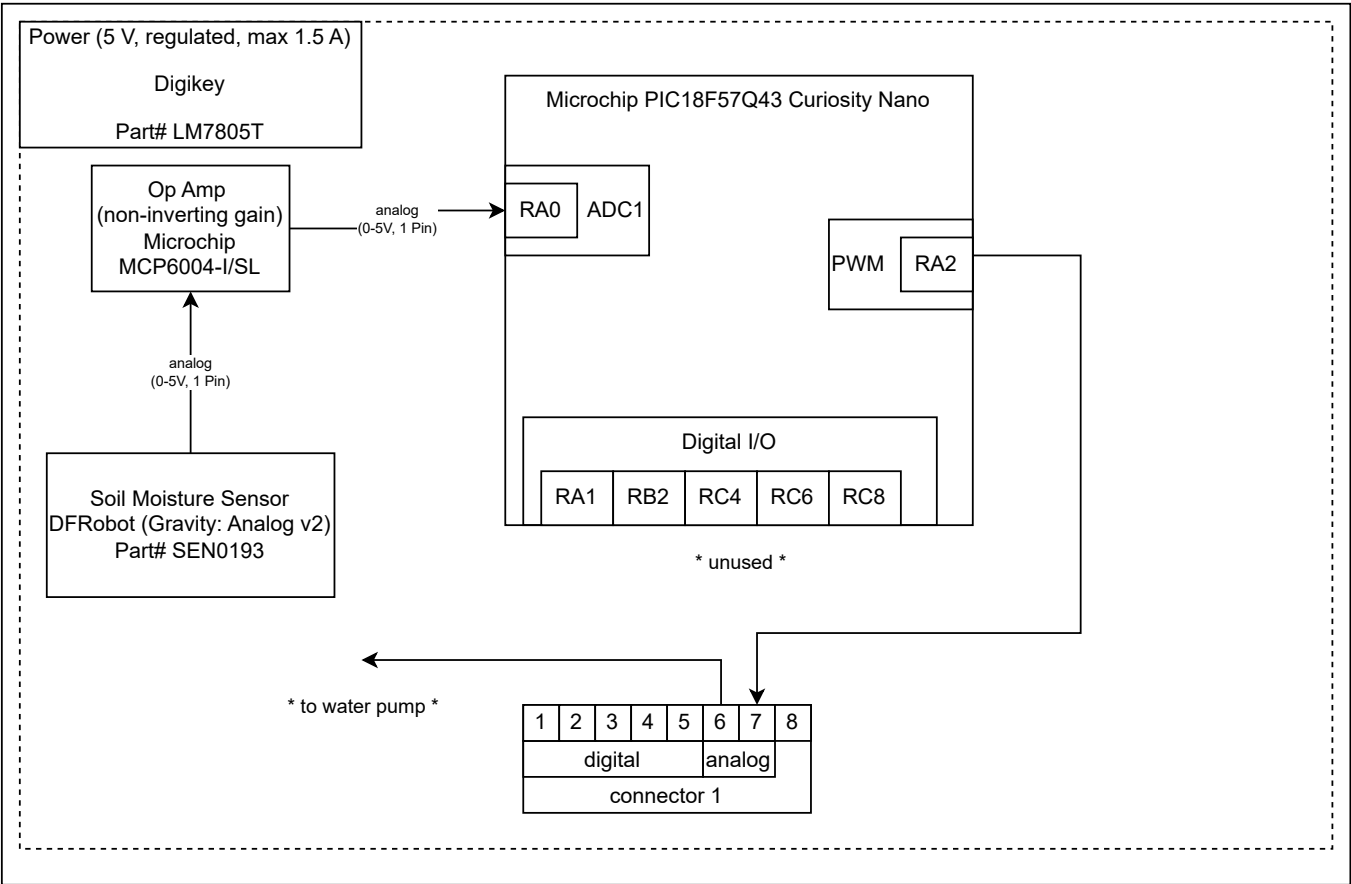 Power (5 V, regulated, max 1.5 A)
Digikey
Part# LM7805T
Microchip PIC18F57Q43 Curiosity Nano
Op Amp
(non-inverting gain)
Microchip
MCP6004-I/SL
analog
(0-5V, 1 Pin)
RA0
ADC1
PWM
RA2
analog
(0-5V, 1 Pin)
Soil Moisture Sensor
DFRobot (Gravity: Analog v2)
Part# SEN0193
Digital I/O
RA1
RB2
RC4
RC6
RC8
* unused *
* to water pump *
1 2 3 4 5 6 7 8
digital
analog
connector 1